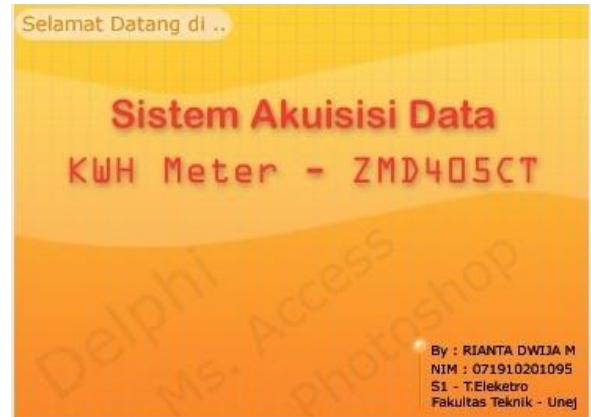 Selamat Datang di ..
Sistem Akuisisi Data
KWH Meter - ZMD405CT
Delphi
Ms. Access
Photoshop
By : RIANTA DWIJA M
NIM : 071910201095
S1 - T.Eleketro
Fakultas Teknik - Unej